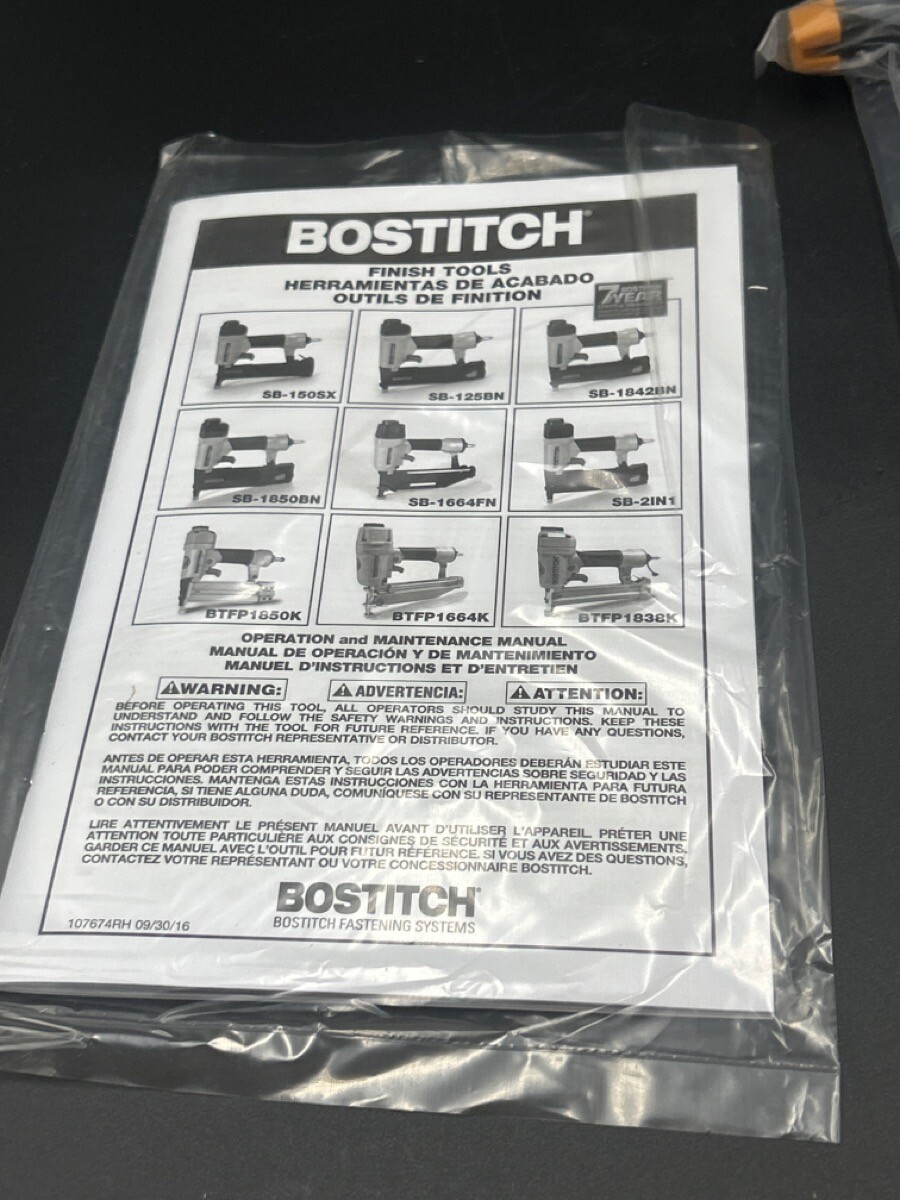 BOSTITCH
FINISH TOOLS
HERRAMIENTAS DE ACABADO
OUTILS DE FINITION
7 YEAR
SB-150SX
SB-125BN
SB-1842BN
SB-1850BN
SB-1664FN
SB-2IN1
BTFP1850K
BTFP1664K
BTFP1838K
OPERATION and MAINTENANCE MANUAL
MANUAL DE OPERACIÓN Y DE MANTENIMIENTO
MANUEL D'INSTRUCTIONS ET D'ENTRETIEN
⚠WARNING: ⚠ADVERTENCIA: ⚠ATTENTION:
BEFORE OPERATING THIS TOOL, ALL OPERATORS SHOULD STUDY THIS MANUAL TO
UNDERSTAND AND FOLLOW THE SAFETY WARNINGS AND INSTRUCTIONS. KEEP THESE
INSTRUCTIONS WITH THE TOOL FOR FUTURE REFERENCE. IF YOU HAVE ANY QUESTIONS,
CONTACT YOUR BOSTITCH REPRESENTATIVE OR DISTRIBUTOR.
ANTES DE OPERAR ESTA HERRAMIENTA, TODOS LOS OPERADORES DEBERÁN ESTUDIAR ESTE
MANUAL PARA PODER COMPRENDER Y SEGUIR LAS ADVERTENCIAS SOBRE SEGURIDAD Y LAS
INSTRUCCIONES. MANTENGA ESTAS INSTRUCCIONES CON LA HERRAMIENTA PARA FUTURA
REFERENCIA, SI TIENE ALGUNA DUDA, COMUNÍQUESE CON SU REPRESENTANTE DE BOSTITCH
O CON SU DISTRIBUIDOR.
LIRE ATTENTIVEMENT LE PRÉSENT MANUEL AVANT D'UTILISER L'APPAREIL. PRÉTER UNE
ATTENTION TOUTE PARTICULIÈRE AUX CONSIGNES DE SÉCURITÉ ET AUX AVERTISSEMENTS.
GARDER CE MANUEL AVEC L'OUTIL POUR FUTUR RÉFÉRENCE. SI VOUS AVEZ DES QUESTIONS,
CONTACTEZ VOTRE REPRÉSENTANT OU VOTRE CONCESSIONNAIRE BOSTITCH.
BOSTITCH
BOSTITCH FASTENING SYSTEMS
107674RH 09/30/16